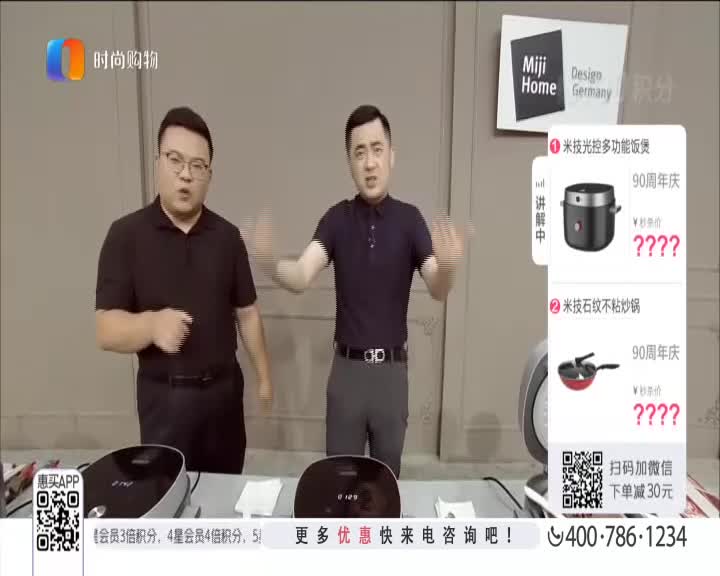 时尚购物
Miji
Home
Design
Germany
积分
1 米技光控多功能饭煲
讲解中
90周年庆
¥秒杀价
????
2 米技石纹不粘炒锅
90周年庆
¥秒杀价
????
扫码加微信
下单减30元
惠买APP
星会员3倍积分，4星会员4倍积分，5
更多优惠快来电咨询吧！
400·786·1234
0129